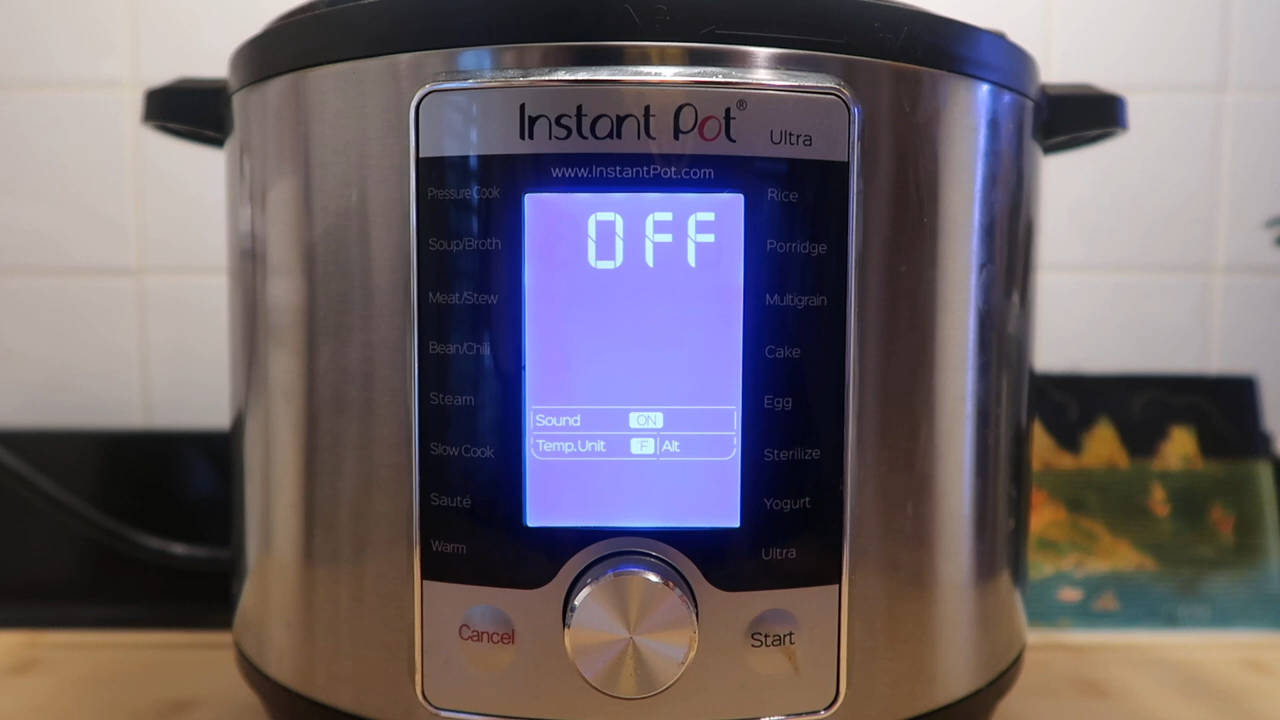 Instant Pot® Ultra
www.InstantPot.com
Pressure Cook
Soup/Broth
Meat/Stew
Bean/Chili
Steam
Slow Cook
Sauté
Warm
OFF
Sound ON
Temp.Unit F Alt
Rice
Porridge
Multigrain
Cake
Egg
Sterilize
Yogurt
Ultra
Cancel
Start